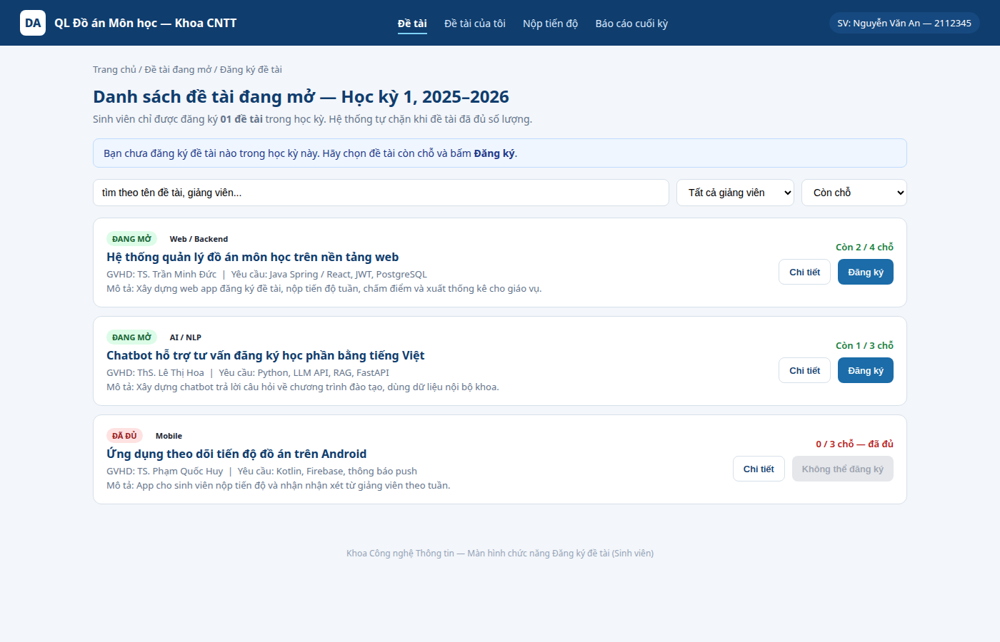 DA
QL Đồ án Môn học — Khoa CNTT
Đề tài
Đề tài của tôi
Nộp tiến độ
Báo cáo cuối kỳ
SV: Nguyễn Văn An — 2112345
Trang chủ / Đề tài đang mở / Đăng ký đề tài
Danh sách đề tài đang mở — Học kỳ 1, 2025–2026
Sinh viên chỉ được đăng ký 01 đề tài trong học kỳ. Hệ thống tự chặn khi đề tài đã đủ số lượng.
Bạn chưa đăng ký đề tài nào trong học kỳ này. Hãy chọn đề tài còn chỗ và bấm Đăng ký.
tìm theo tên đề tài, giảng viên...
Tất cả giảng viên
Còn chỗ
ĐANG MỞ
Web / Backend
Hệ thống quản lý đồ án môn học trên nền tảng web
GVHD: TS. Trần Minh Đức | Yêu cầu: Java Spring / React, JWT, PostgreSQL
Mô tả: Xây dựng web app đăng ký đề tài, nộp tiến độ tuần, chấm điểm và xuất thống kê cho giáo vụ.
Còn 2 / 4 chỗ
Chi tiết
Đăng ký
ĐANG MỞ
AI / NLP
Chatbot hỗ trợ tư vấn đăng ký học phần bằng tiếng Việt
GVHD: ThS. Lê Thị Hoa | Yêu cầu: Python, LLM API, RAG, FastAPI
Mô tả: Xây dựng chatbot trả lời câu hỏi về chương trình đào tạo, dùng dữ liệu nội bộ khoa.
Còn 1 / 3 chỗ
Chi tiết
Đăng ký
ĐÃ ĐỦ
Mobile
Ứng dụng theo dõi tiến độ đồ án trên Android
GVHD: TS. Phạm Quốc Huy | Yêu cầu: Kotlin, Firebase, thông báo push
Mô tả: App cho sinh viên nộp tiến độ và nhận nhận xét từ giảng viên theo tuần.
0 / 3 chỗ — đã đủ
Chi tiết
Không thể đăng ký
Khoa Công nghệ Thông tin — Màn hình chức năng Đăng ký đề tài (Sinh viên)